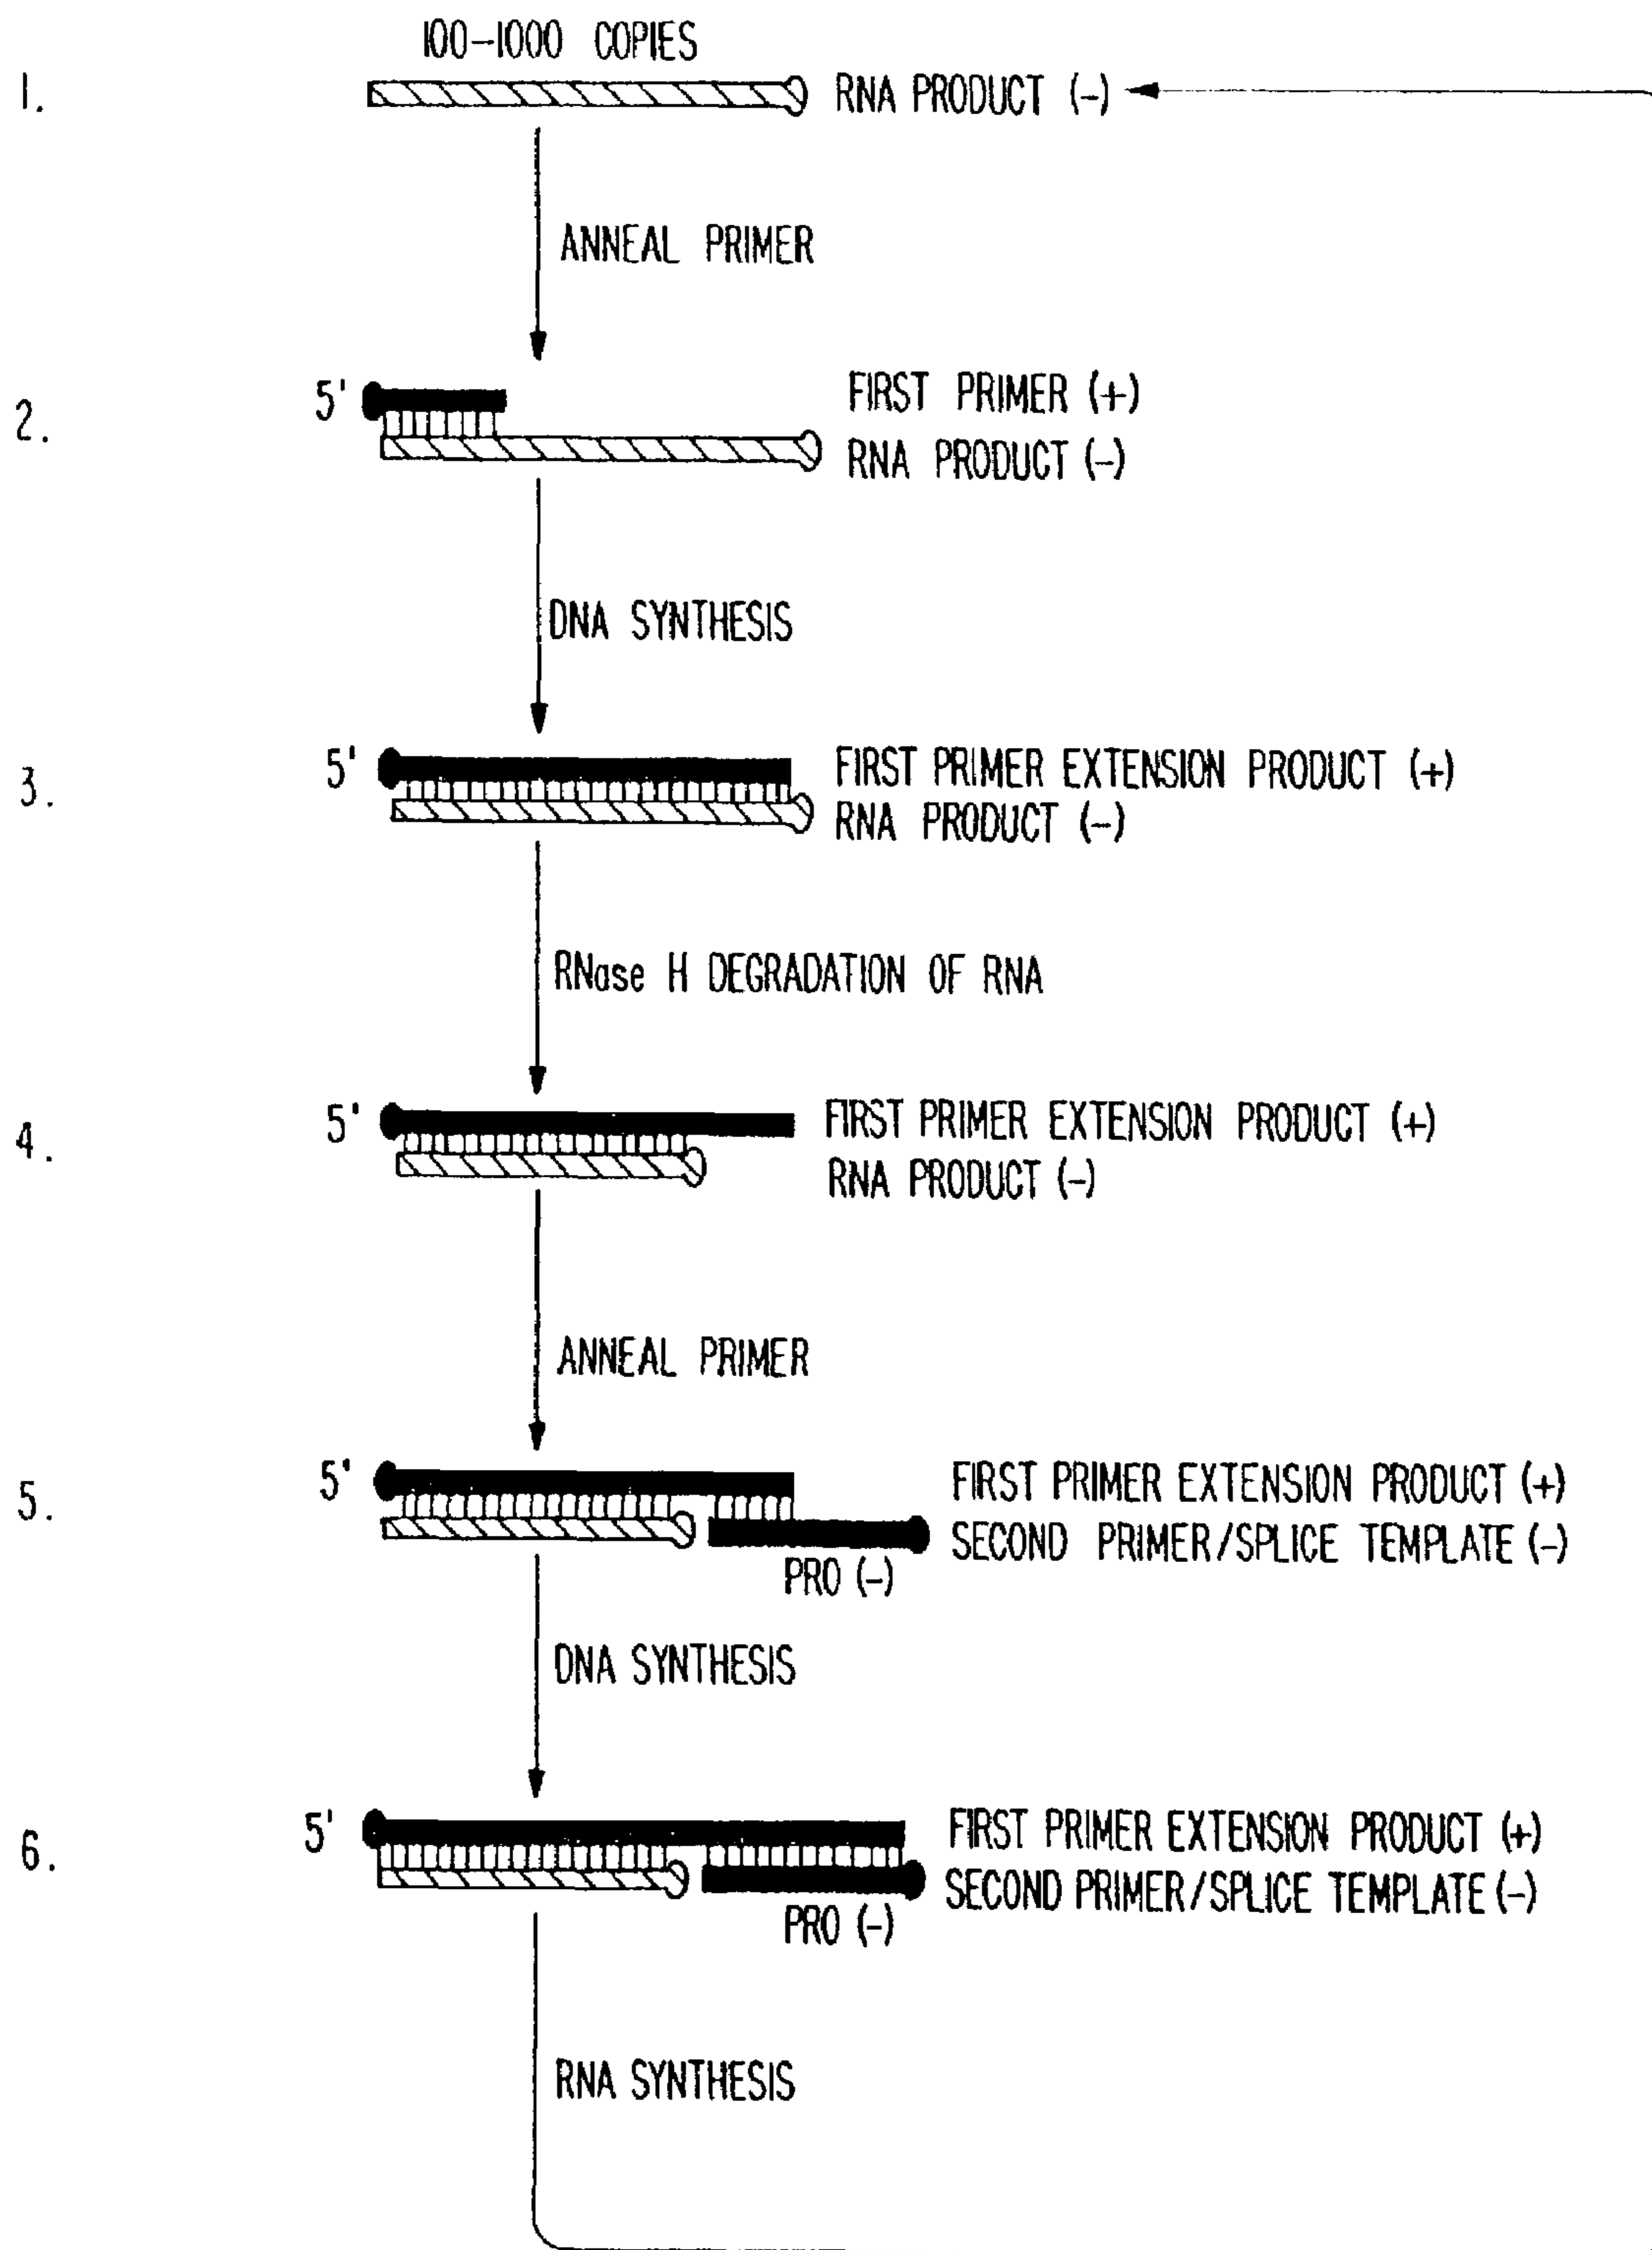 100-1000 COPIES
1.
RNA PRODUCT (-)
ANNEAL PRIMER
2.
5'
FIRST PRIMER (+)
RNA PRODUCT (-)
DNA SYNTHESIS
3.
5'
FIRST PRIMER EXTENSION PRODUCT (+)
RNA PRODUCT (-)
RNase H DEGRADATION OF RNA
4.
5'
FIRST PRIMER EXTENSION PRODUCT (+)
RNA PRODUCT (-)
ANNEAL PRIMER
5.
5'
FIRST PRIMER EXTENSION PRODUCT (+)
SECOND PRIMER/SPLICE TEMPLATE (-)
PRO (-)
DNA SYNTHESIS
6.
5'
FIRST PRIMER EXTENSION PRODUCT (+)
SECOND PRIMER/SPLICE TEMPLATE (-)
PRO (-)
RNA SYNTHESIS